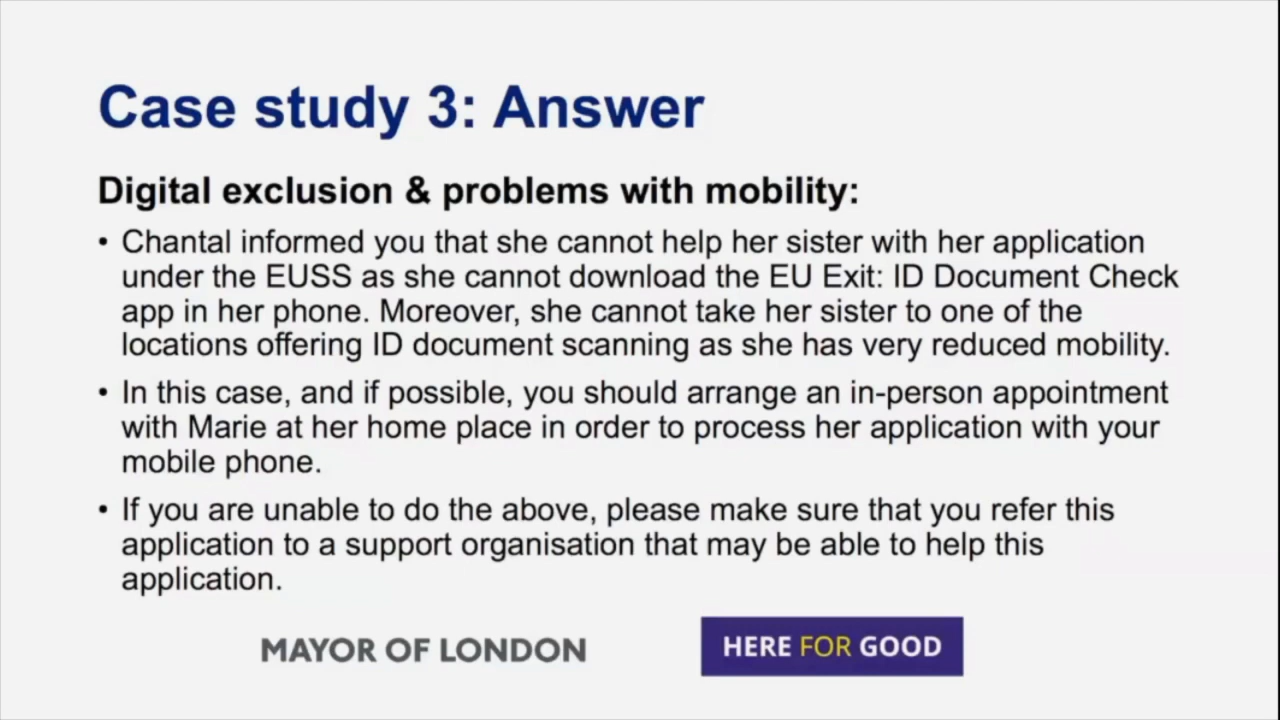 Case study 3: Answer
Digital exclusion & problems with mobility:
• Chantal informed you that she cannot help her sister with her application
under the EUSS as she cannot download the EU Exit: ID Document Check
app in her phone. Moreover, she cannot take her sister to one of the
locations offering ID document scanning as she has very reduced mobility.
• In this case, and if possible, you should arrange an in-person appointment
with Marie at her home place in order to process her application with your
mobile phone.
• If you are unable to do the above, please make sure that you refer this
application to a support organisation that may be able to help this
application.
MAYOR OF LONDON
HERE FOR GOOD